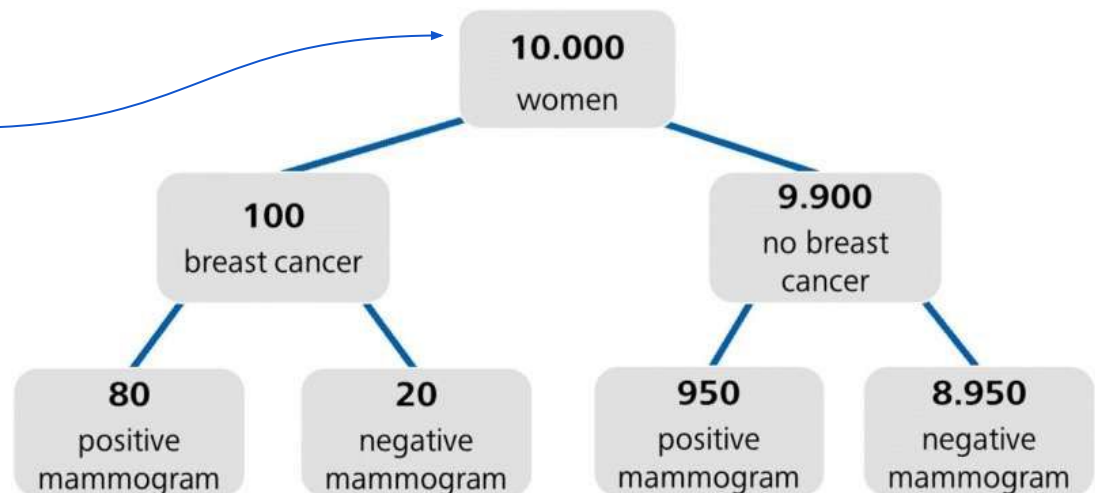 10.000
women
100
breast cancer
9.900
no breast
cancer
80
positive
mammogram
20
negative
mammogram
950
positive
mammogram
8.950
negative
mammogram